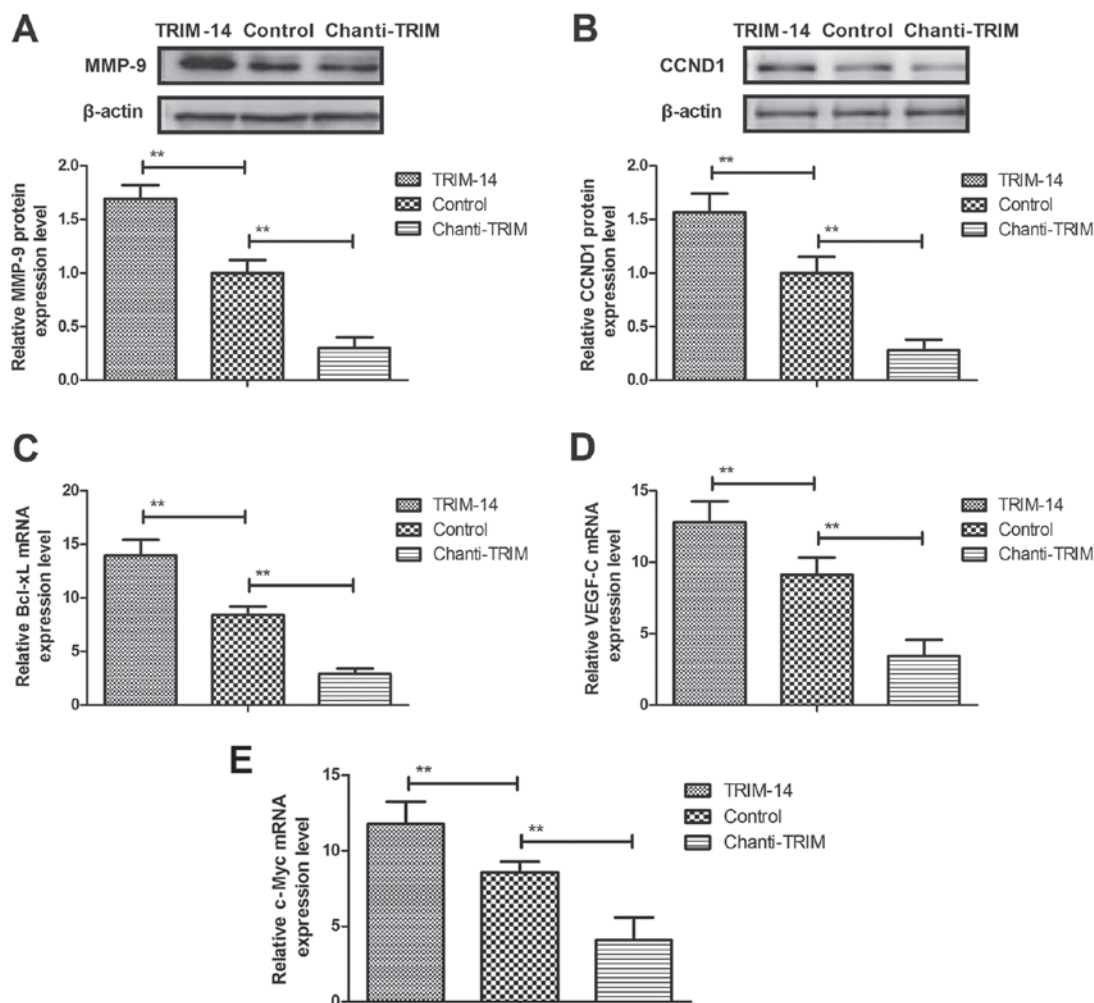 A
TRIM-14 Control Chanti-TRIM
MMP-9
β-actin
Relative MMP-9 protein
expression level
2.0
1.5
1.0
0.5
0.0
**
**
TRIM-14
Control
Chanti-TRIM
B
TRIM-14 Control Chanti-TRIM
CCND1
β-actin
Relative CCND1 protein
expression level
2.0
1.5
1.0
0.5
0.0
**
**
TRIM-14
Control
Chanti-TRIM
C
Relative Bcl-xL mRNA
expression level
20
15
10
5
0
**
**
TRIM-14
Control
Chanti-TRIM
D
Relative VEGF-C mRNA
expression level
15
10
5
0
**
**
TRIM-14
Control
Chanti-TRIM
E
Relative c-Myc mRNA
expression level
15
10
5
0
**
**
TRIM-14
Control
Chanti-TRIM